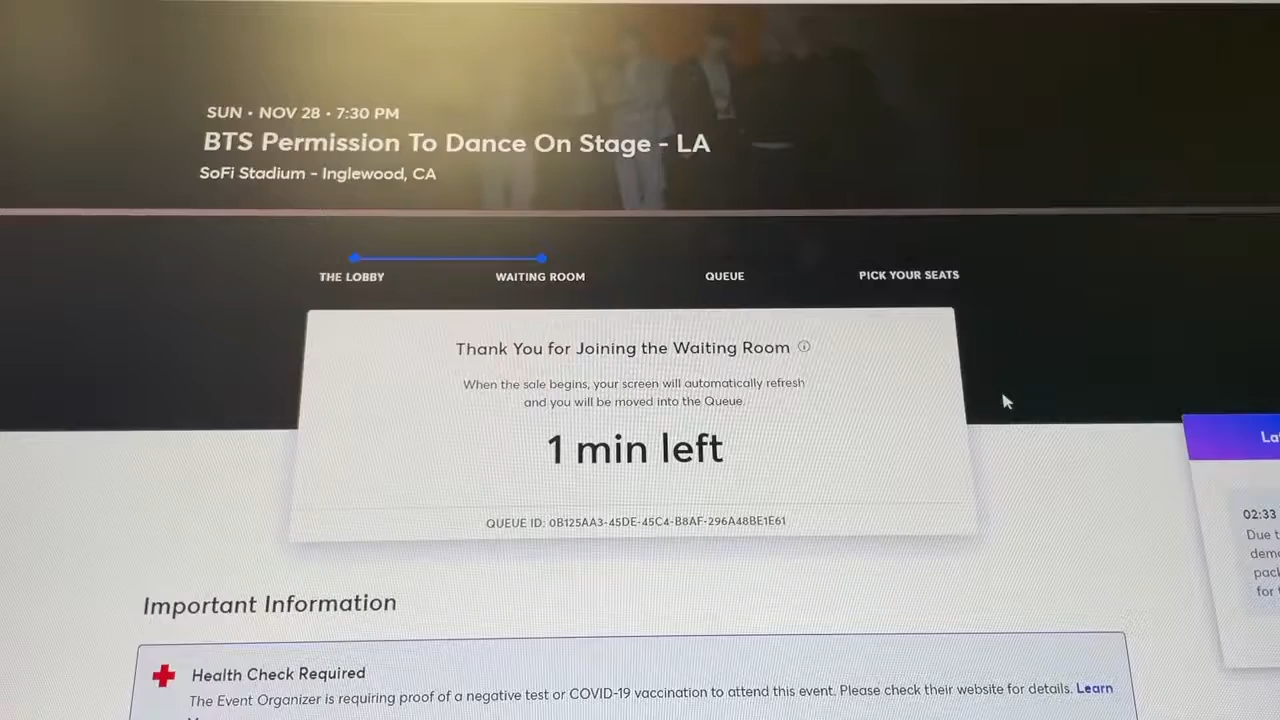 SUN • NOV 28 • 7:30 PM
BTS Permission To Dance On Stage - LA
SoFi Stadium - Inglewood, CA
THE LOBBY
WAITING ROOM
QUEUE
PICK YOUR SEATS
Thank You for Joining the Waiting Room
When the sale begins, your screen will automatically refresh
and you will be moved into the Queue.
1 min left
QUEUE ID: 0B125AA3-45DE-45C4-B8AF-296A48BE1E61
02:33
Due
for
Important Information
Health Check Required
The Event Organizer is requiring proof of a negative test or COVID-19 vaccination to attend this event. Please check their website for details. Learn